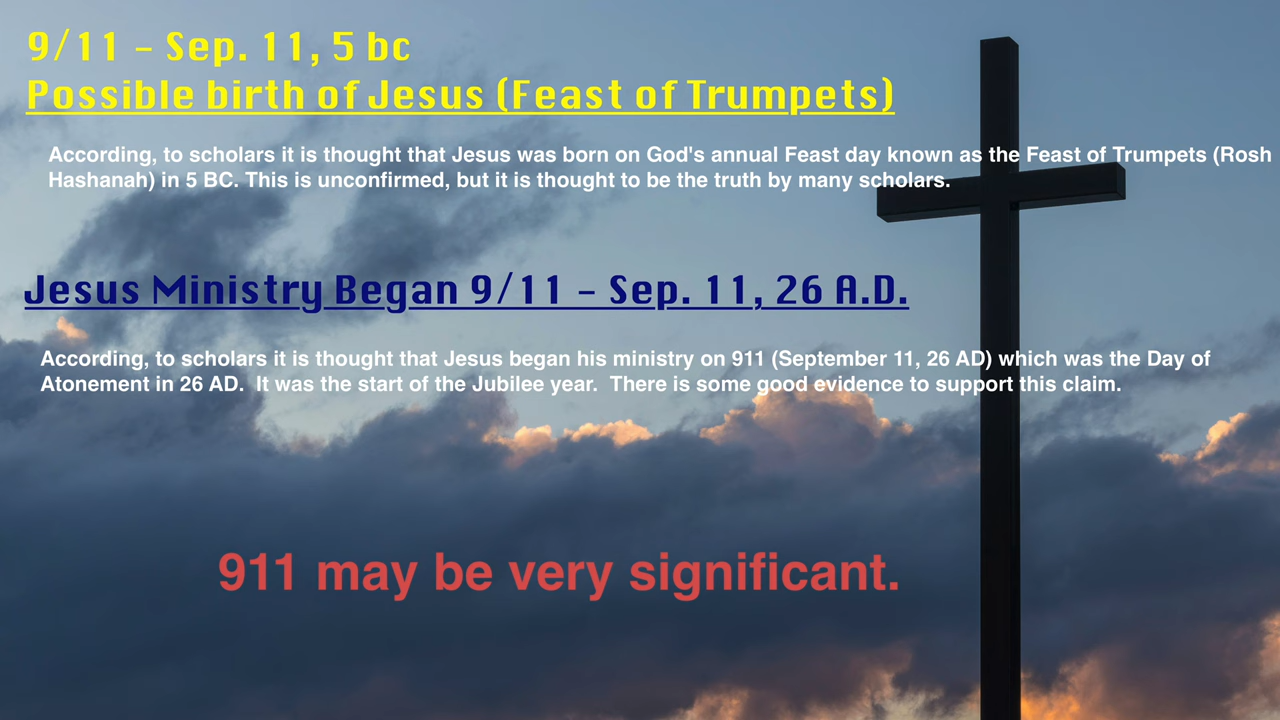 9/11 - Sep. 11, 5 bc
Possible birth of Jesus (Feast of Trumpets)
According, to scholars it is thought that Jesus was born on God's annual Feast day known as the Feast of Trumpets (Rosh
Hashanah) in 5 BC. This is unconfirmed, but it is thought to be the truth by many scholars.
Jesus Ministry Began 9/11 - Sep. 11, 26 A.D.
According, to scholars it is thought that Jesus began his ministry on 911 (September 11, 26 AD) which was the Day of
Atonement in 26 AD.  It was the start of the Jubilee year.  There is some good evidence to support this claim.
911 may be very significant.